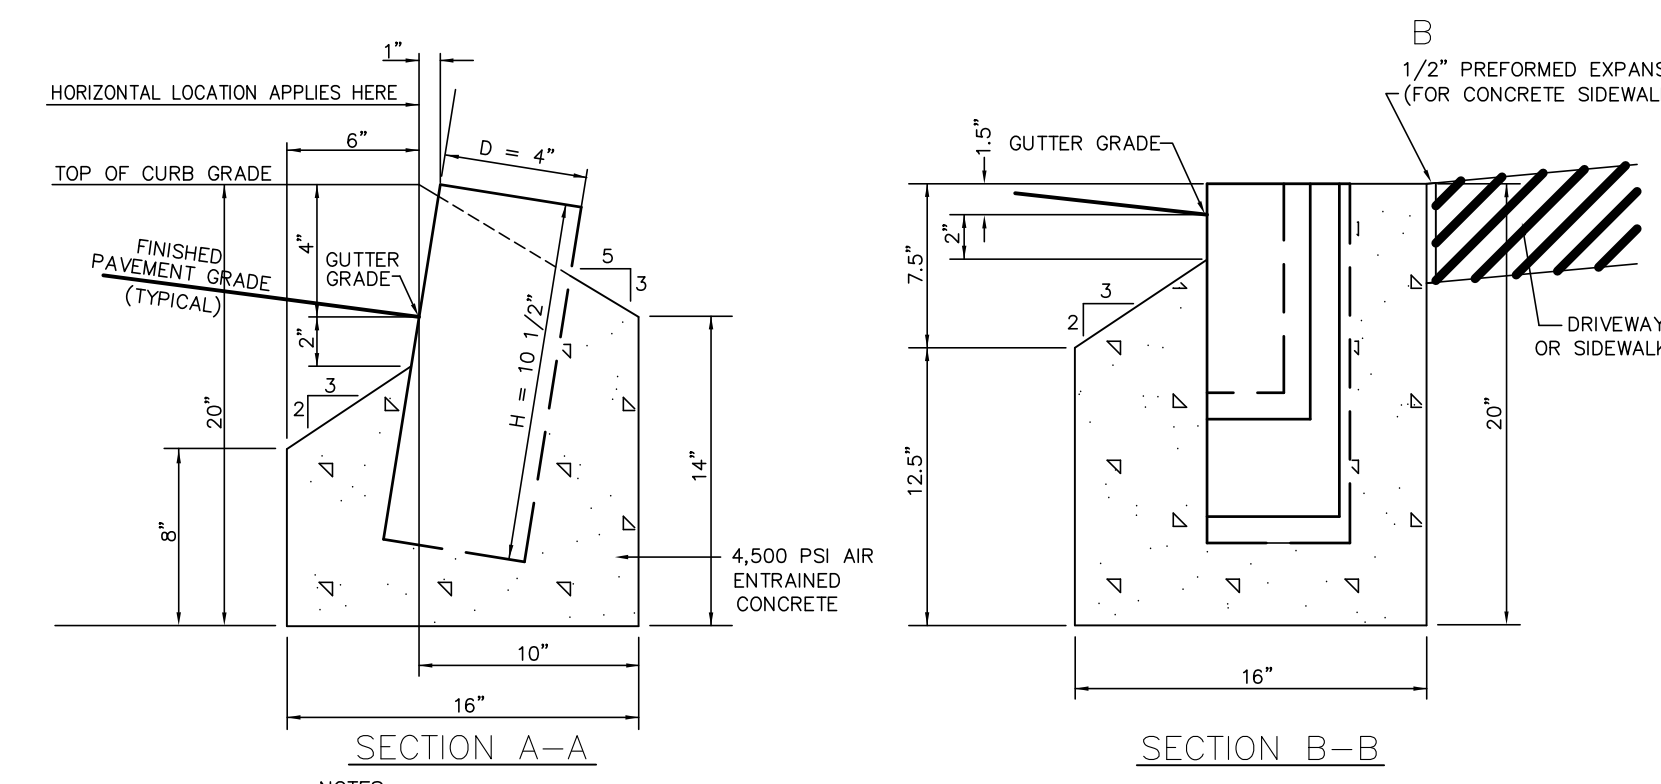 1"
HORIZONTAL LOCATION APPLIES HERE
6"
D = 4"
TOP OF CURB GRADE
4"
FINISHED
PAVEMENT GRADE
(TYPICAL)
GUTTER
GRADE
5
3
2"
H = 10 1/2"
3
2
20"
14"
8"
4,500 PSI AIR
ENTRAINED
CONCRETE
10"
16"
SECTION A–A
B
1/2" PREFORMED EXPANS
(FOR CONCRETE SIDEWAL
1.5"
GUTTER GRADE
2"
7.5"
3
2
DRIVEWAY
OR SIDEWALK
20"
12.5"
16"
SECTION B–B
NOTES